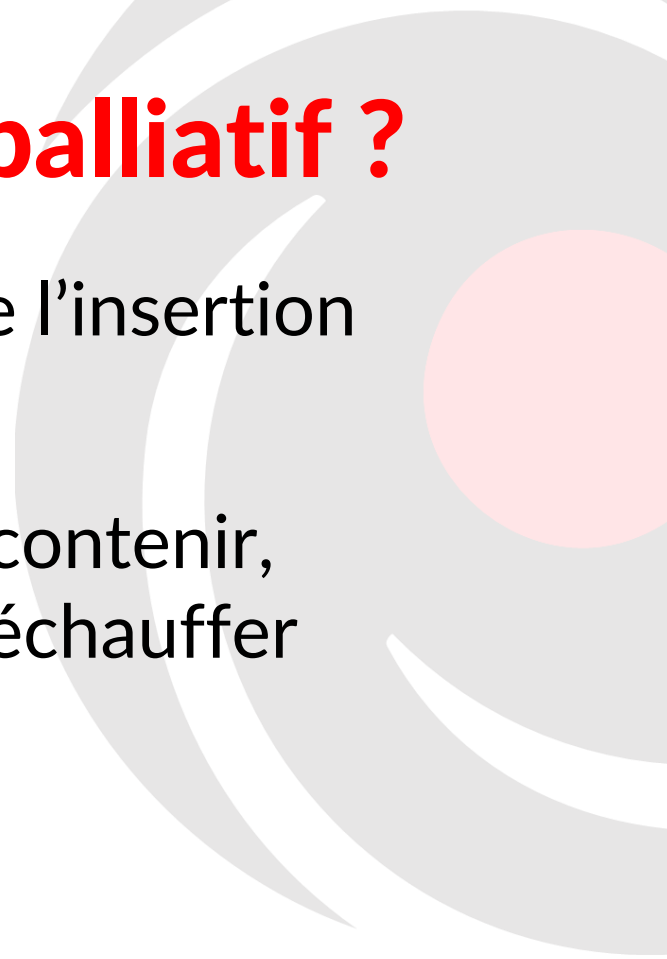 palliatif ?
e l’insertion
contenir,
échauffer